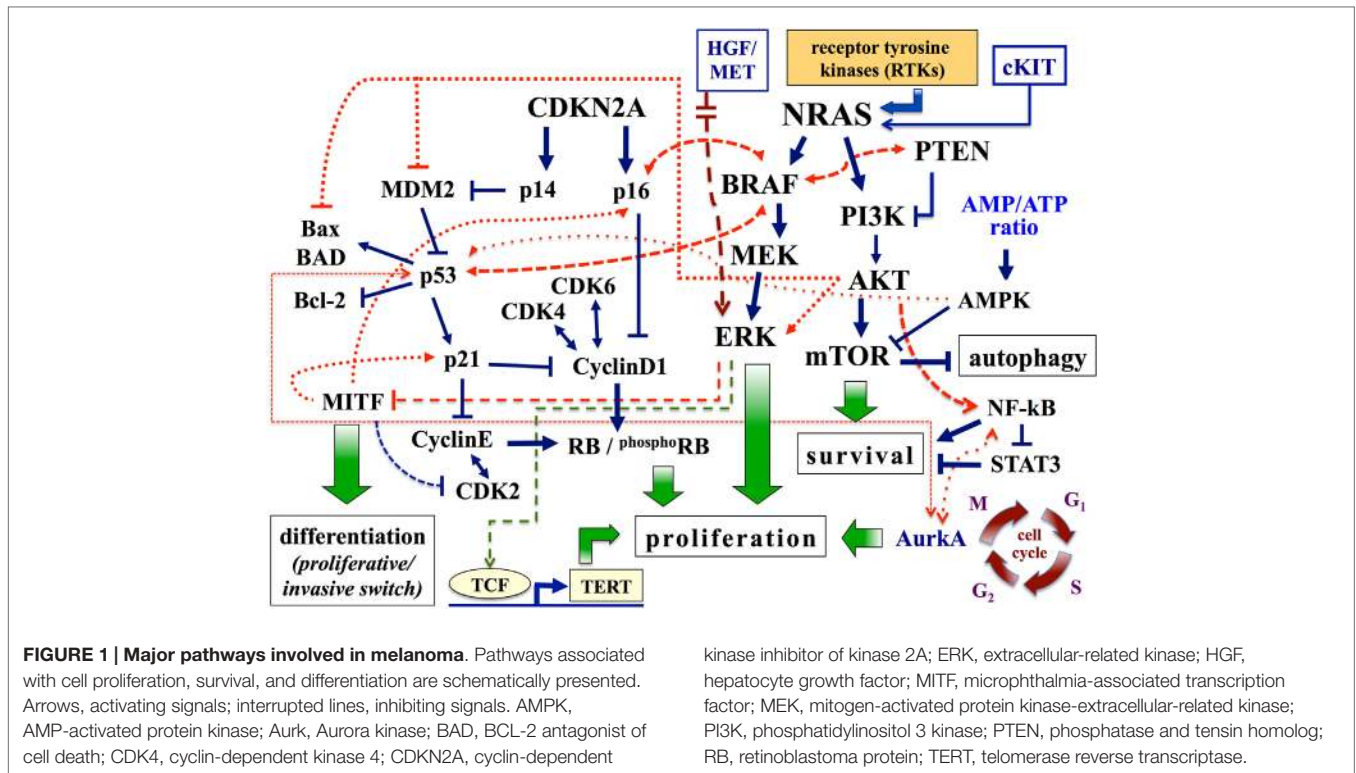 HGF/
MET
receptor tyrosine
kinases (RTKs)
cKIT
CDKN2A
NRAS
PTEN
MDM2
p14
p16
BRAF
PI3K
AMP/ATP
ratio
Bax
BAD
p53
MEK
AKT
AMPK
Bcl-2
CDK6
CDK4
ERK
mTOR
autophagy
p21
CyclinD1
MITF
NF-kB
CyclinE
RB / phosphoRB
survival
STAT3
CDK2
differentiation
(proliferative/
invasive switch)
proliferation
AurkA
M
G1
cell
cycle
G2
S
TCF
TERT
FIGURE 1 | Major pathways involved in melanoma. Pathways associated
with cell proliferation, survival, and differentiation are schematically presented.
Arrows, activating signals; interrupted lines, inhibiting signals. AMPK,
AMP-activated protein kinase; Aurk, Aurora kinase; BAD, BCL-2 antagonist of
cell death; CDK4, cyclin-dependent kinase 4; CDKN2A, cyclin-dependent
kinase inhibitor of kinase 2A; ERK, extracellular-related kinase; HGF,
hepatocyte growth factor; MITF, microphthalmia-associated transcription
factor; MEK, mitogen-activated protein kinase-extracellular-related kinase;
PI3K, phosphatidylinositol 3 kinase; PTEN, phosphatase and tensin homolog;
RB, retinoblastoma protein; TERT, telomerase reverse transcriptase.